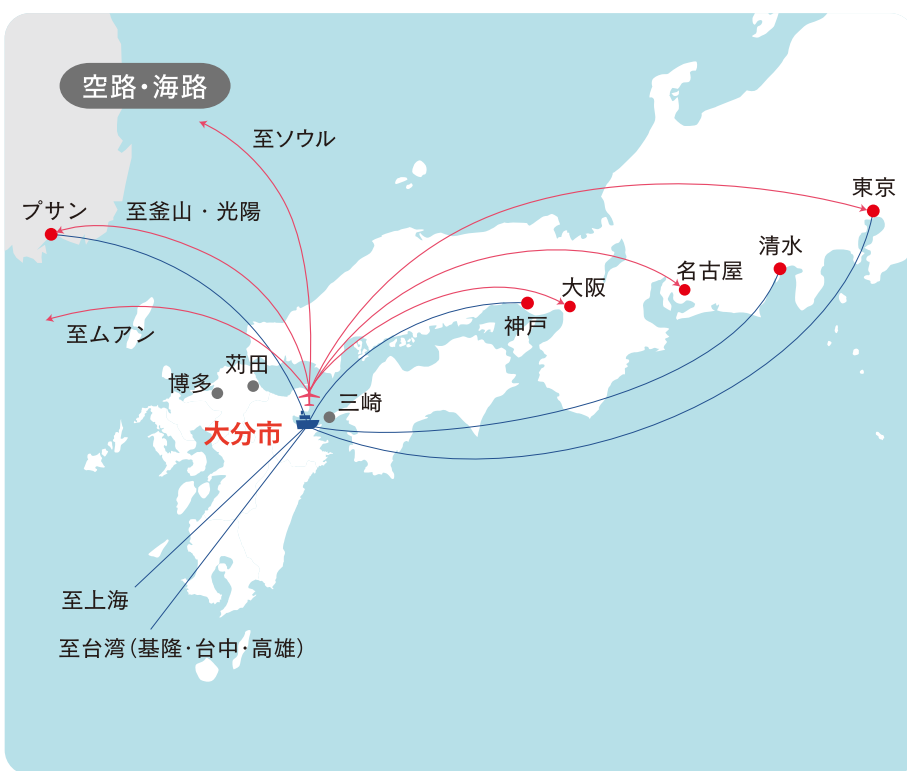 空路・海路
至ソウル
東京
プサン
至釜山・光陽
清水
名古屋
大阪
神戸
至ムアン
苅田
博多
三崎
大分市
至上海
至台湾(基隆・台中・高雄)